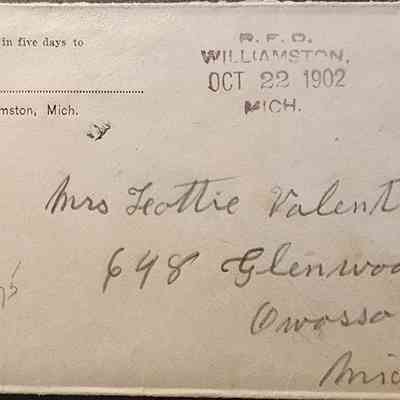 in five days to
R. F. D.
WILLIAMSTON,
OCT 22 1902
MICH.
mston, Mich.
Mrs Lottie Valent
648 Glenwoo
Owosso
Mic